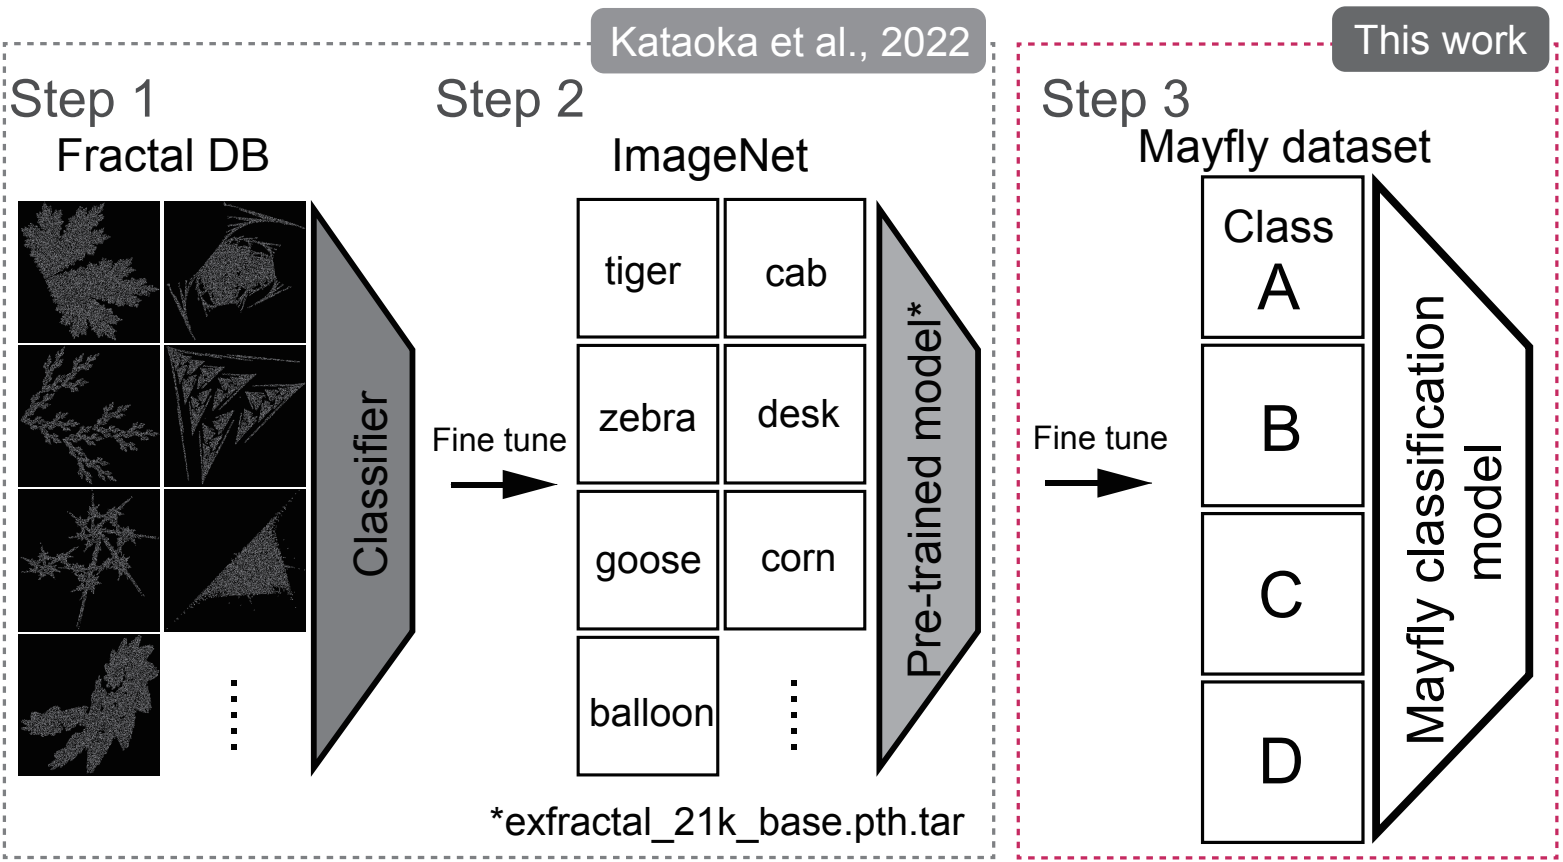 Kataoka et al., 2022
This work
Step 1
Fractal DB
Classifier
Fine tune
Step 2
ImageNet
tiger
cab
zebra
desk
goose
corn
balloon
Pre-trained model*
*exfractal_21k_base.pth.tar
Fine tune
Step 3
Mayfly dataset
Class
A
B
C
D
Mayfly classification
model